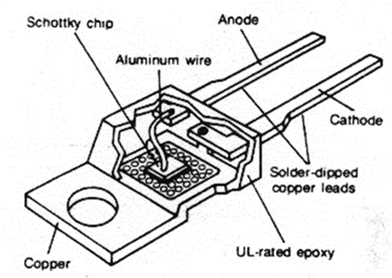 Schottky chip
Anode
Aluminum wire
Cathode
Solder-dipped
copper leads
UL-rated epoxy
Copper